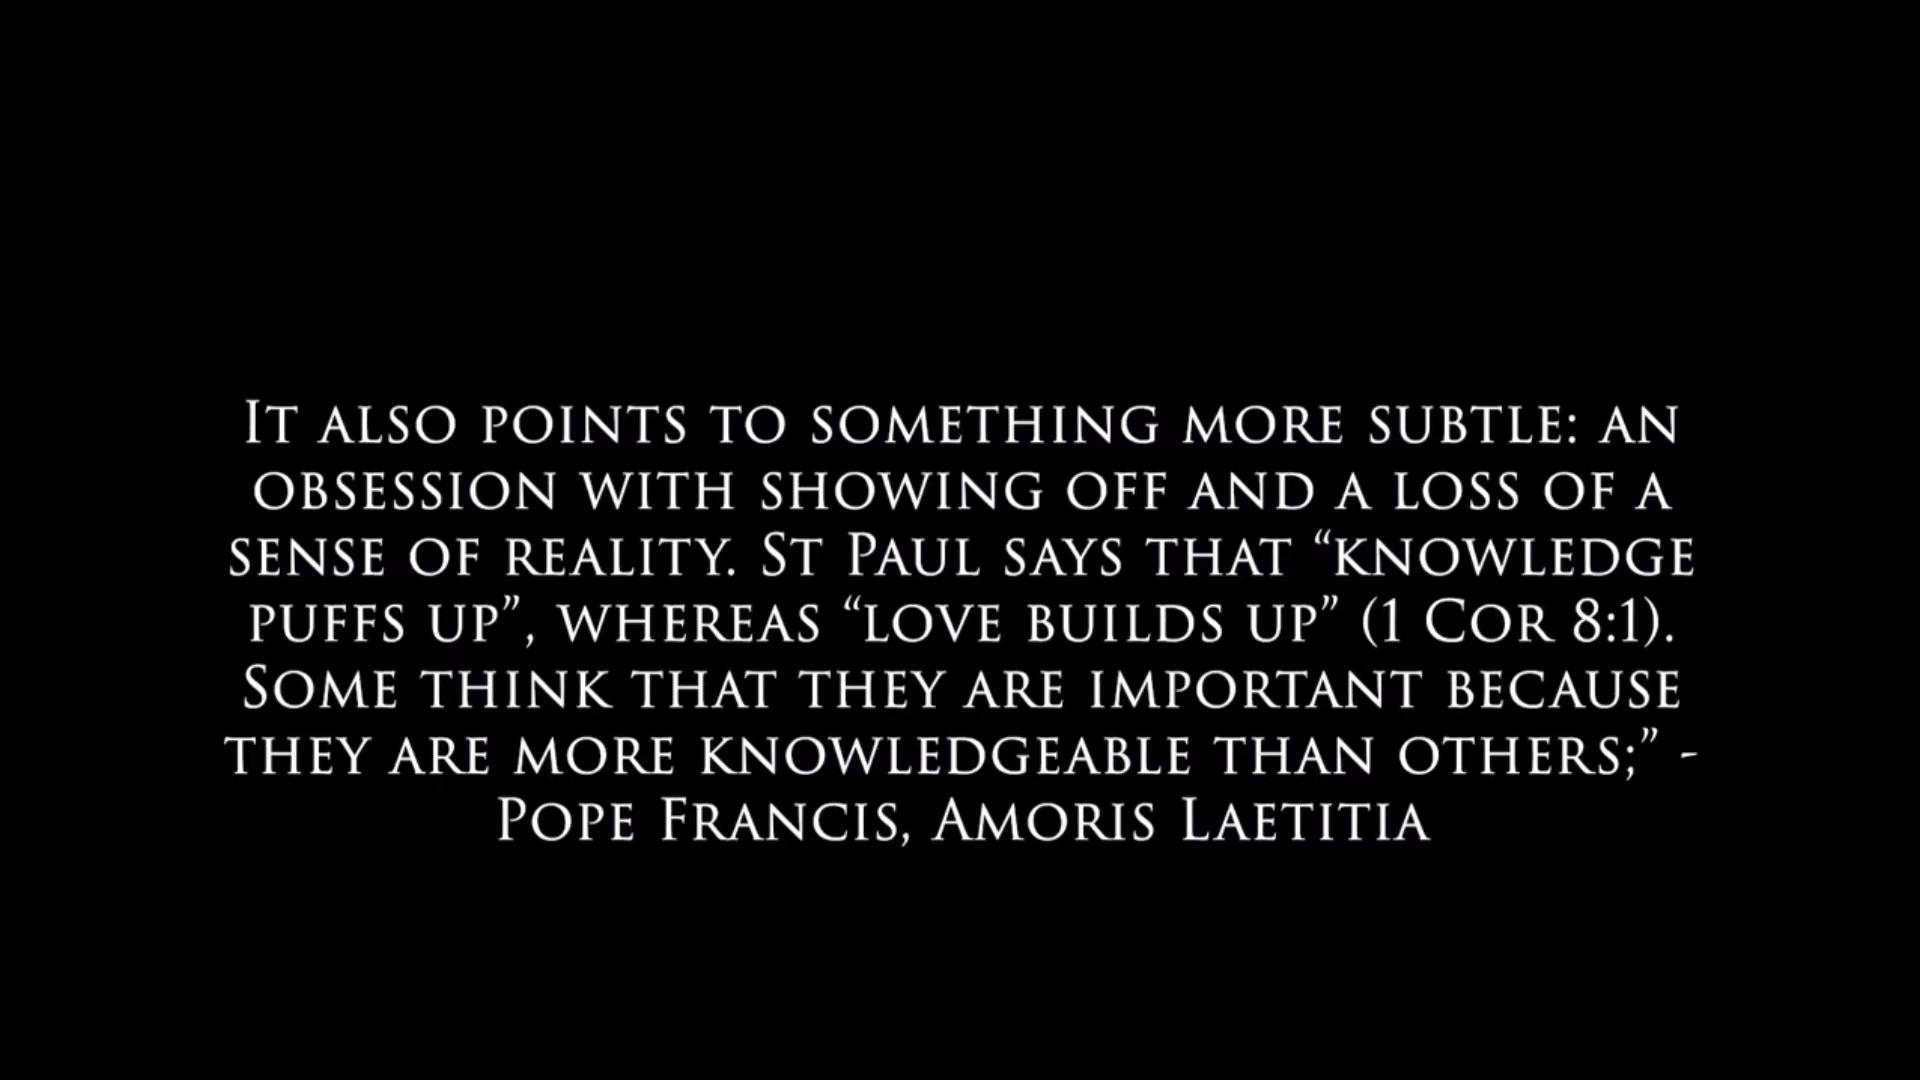 It also points to something more subtle: an
obsession with showing off and a loss of a
sense of reality. St Paul says that “knowledge
puffs up”, whereas “love builds up” (1 Cor 8:1).
Some think that they are important because
they are more knowledgeable than others;” -
Pope Francis, Amoris Laetitia